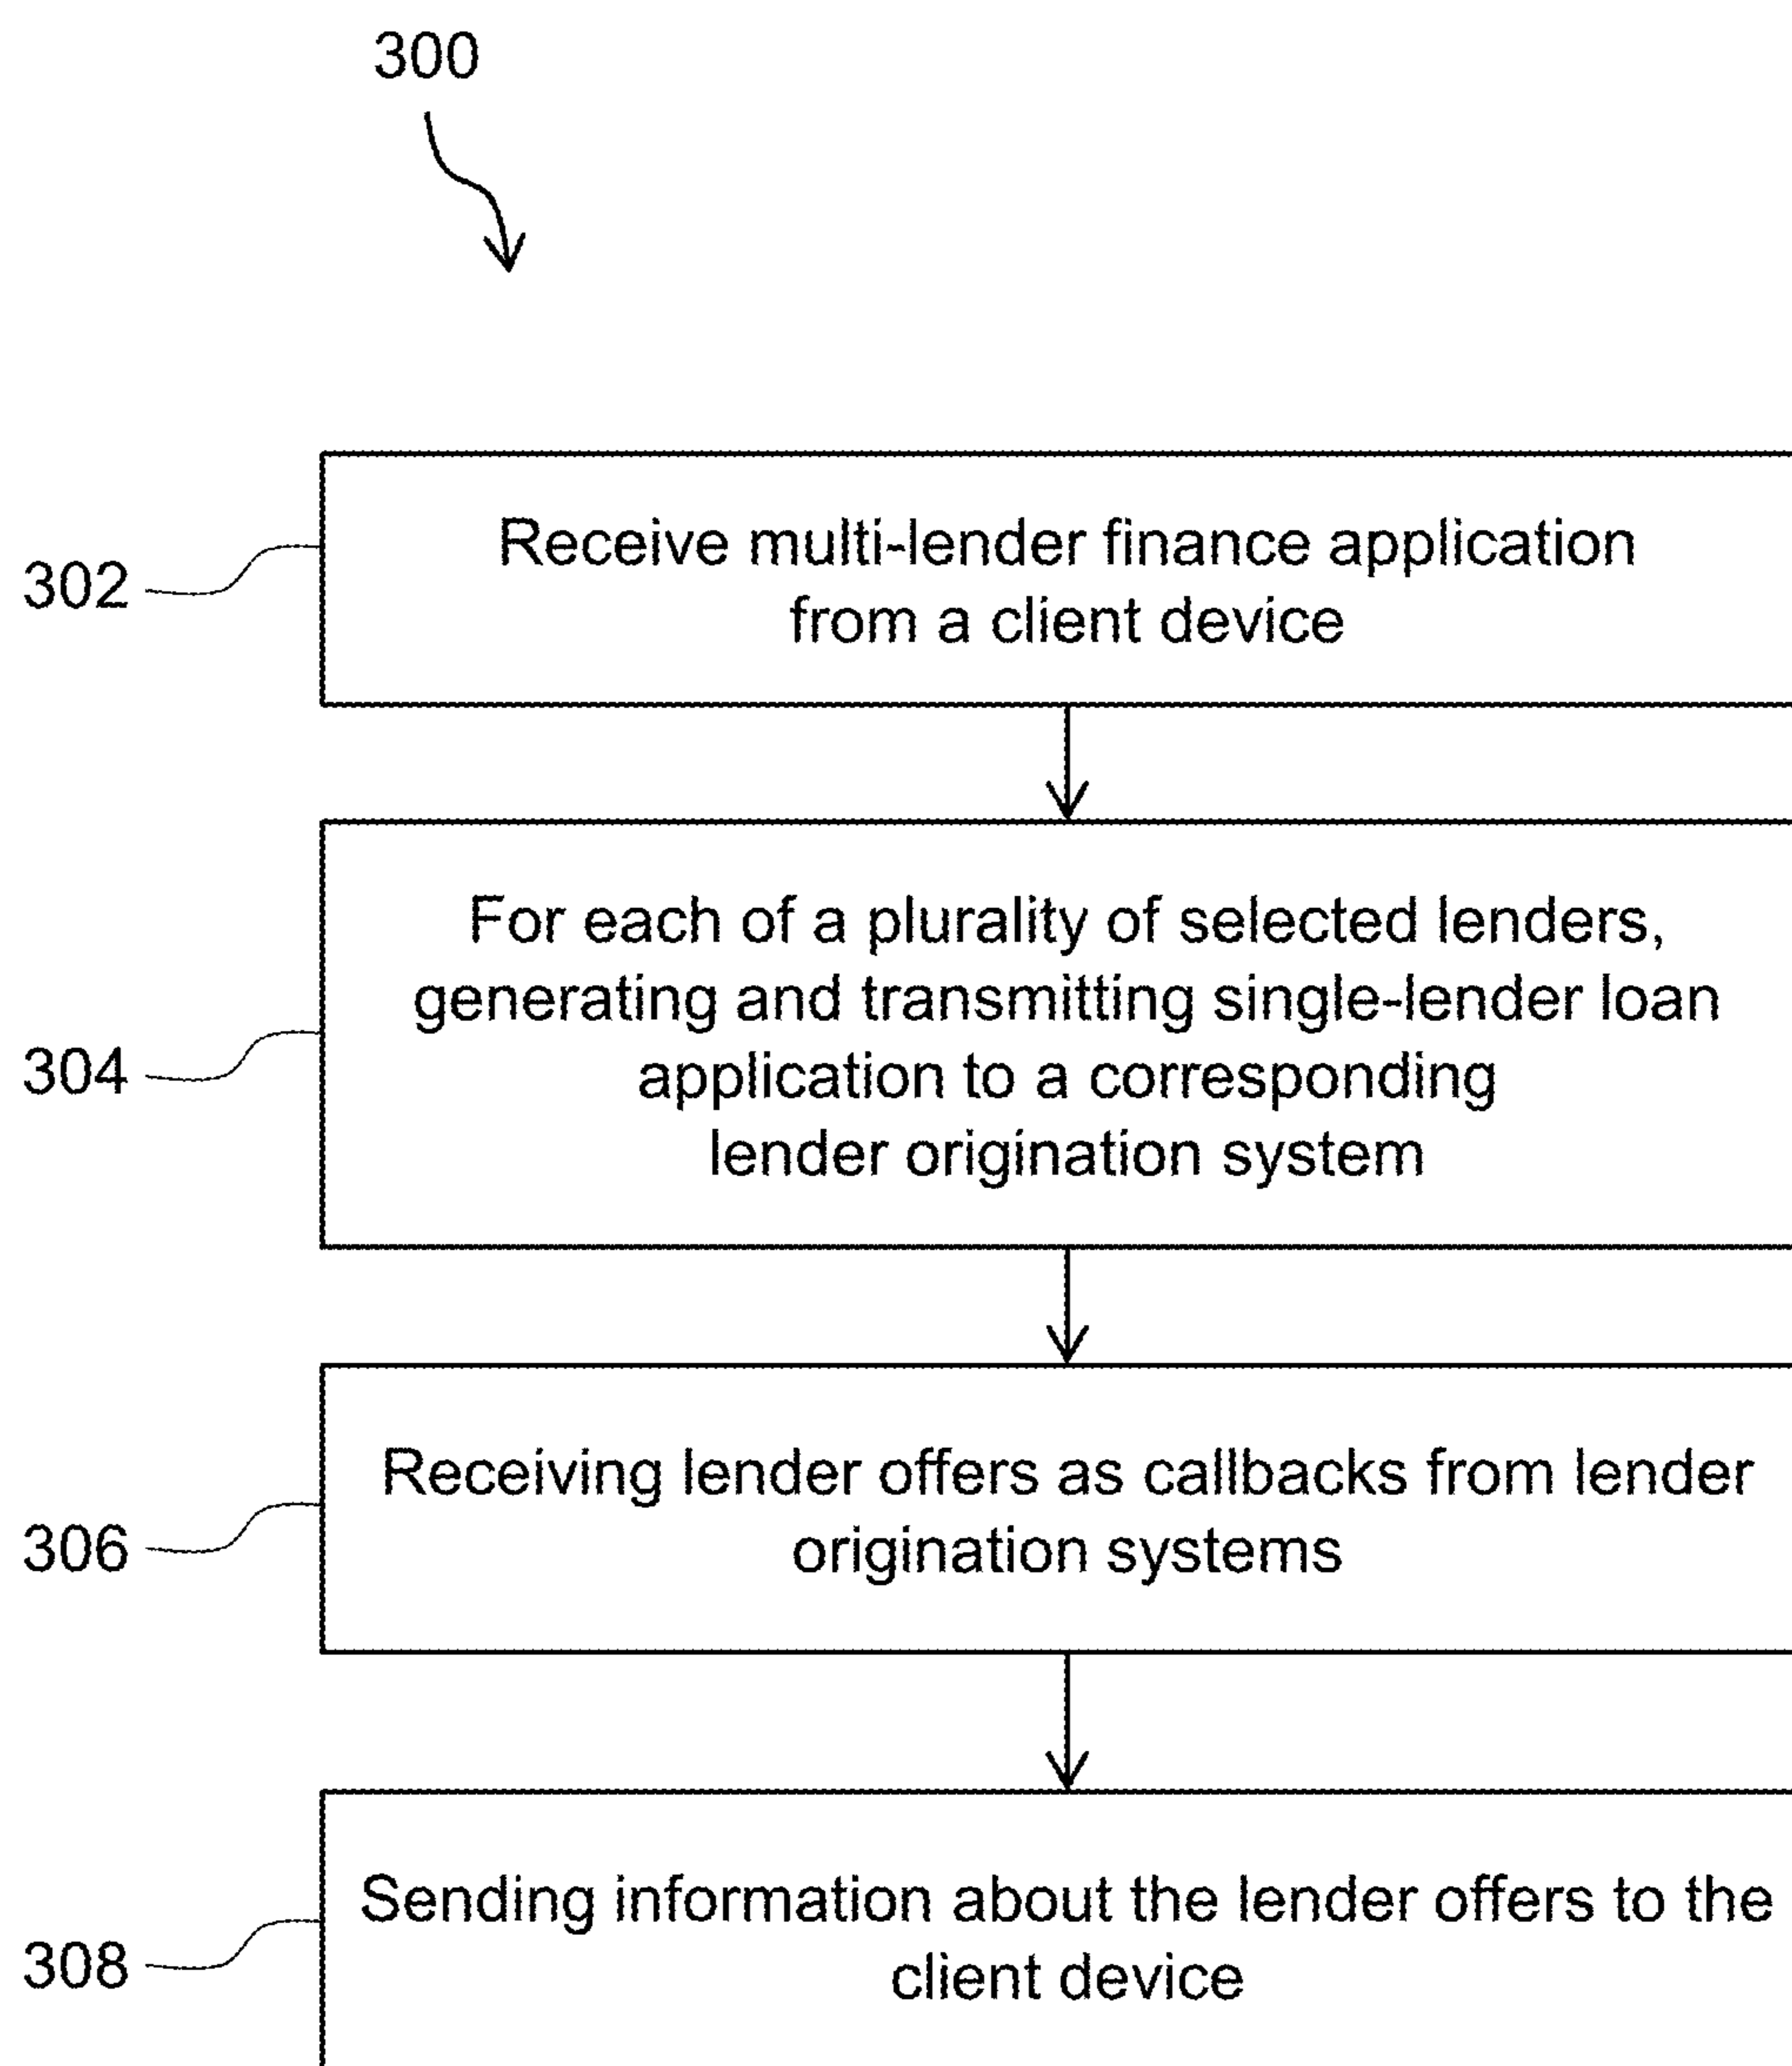 300
302
Receive multi-lender finance application
from a client device
304
For each of a plurality of selected lenders,
generating and transmitting single-lender loan
application to a corresponding
lender origination system
306
Receiving lender offers as callbacks from lender
origination systems
308
Sending information about the lender offers to the
client device